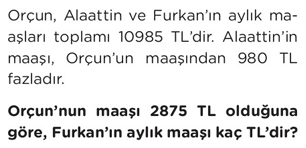 Orçun, Alaattin ve Furkan'ın aylık ma-
aşları toplamı 10985 TL'dir. Alaattin'in
maaşı, Orçun'un maaşından 980 TL
fazladır.
Orçun'nun maaşı 2875 TL olduğuna
göre, Furkan'ın aylık maaşı kaç TL'dir?